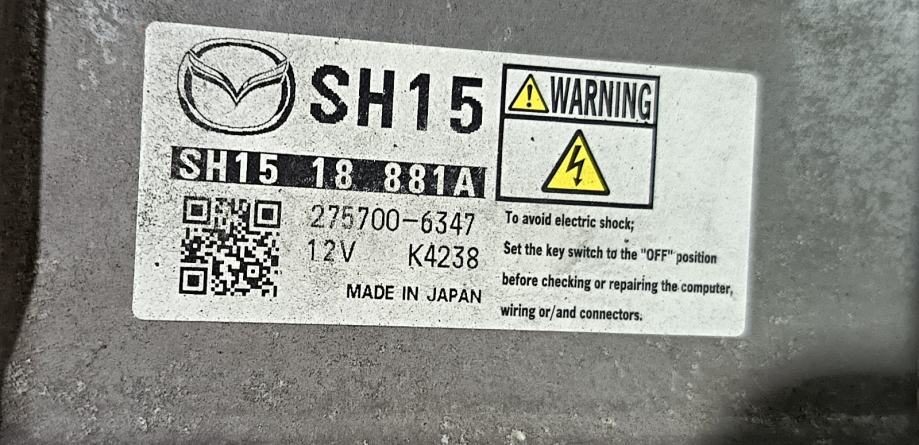 SH15
SH15 18 881A
275700-6347
12V K4238
MADE IN JAPAN
WARNING
To avoid electric shock;
Set the key switch to the "OFF" position
before checking or repairing the computer,
wiring or/and connectors.